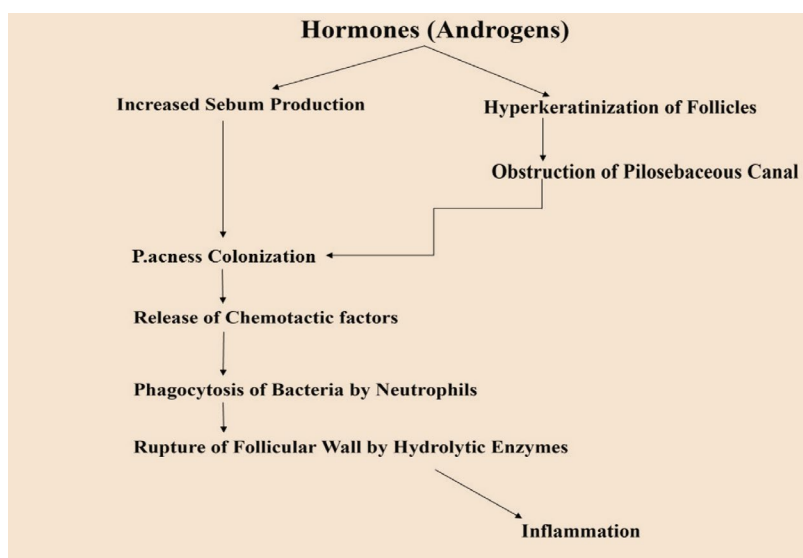 Hormones (Androgens)
Increased Sebum Production
Hyperkeratinization of Follicles
Obstruction of Pilosebaceous Canal
P.acness Colonization
Release of Chemotactic factors
Phagocytosis of Bacteria by Neutrophils
Rupture of Follicular Wall by Hydrolytic Enzymes
Inflammation